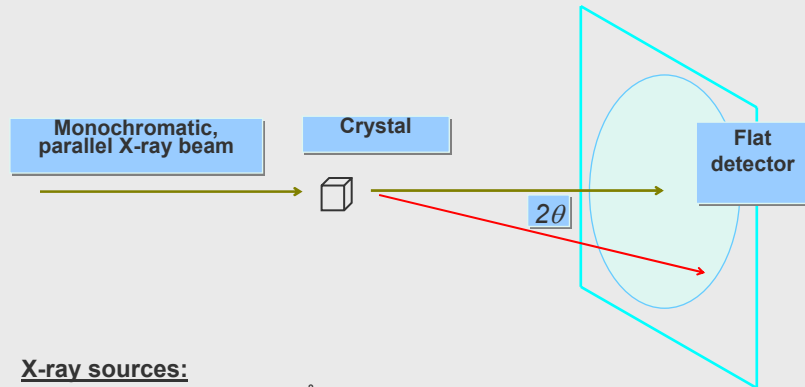 Monochromatic,
parallel X-ray beam
Crystal
Flat
detector
2θ
X-ray sources: